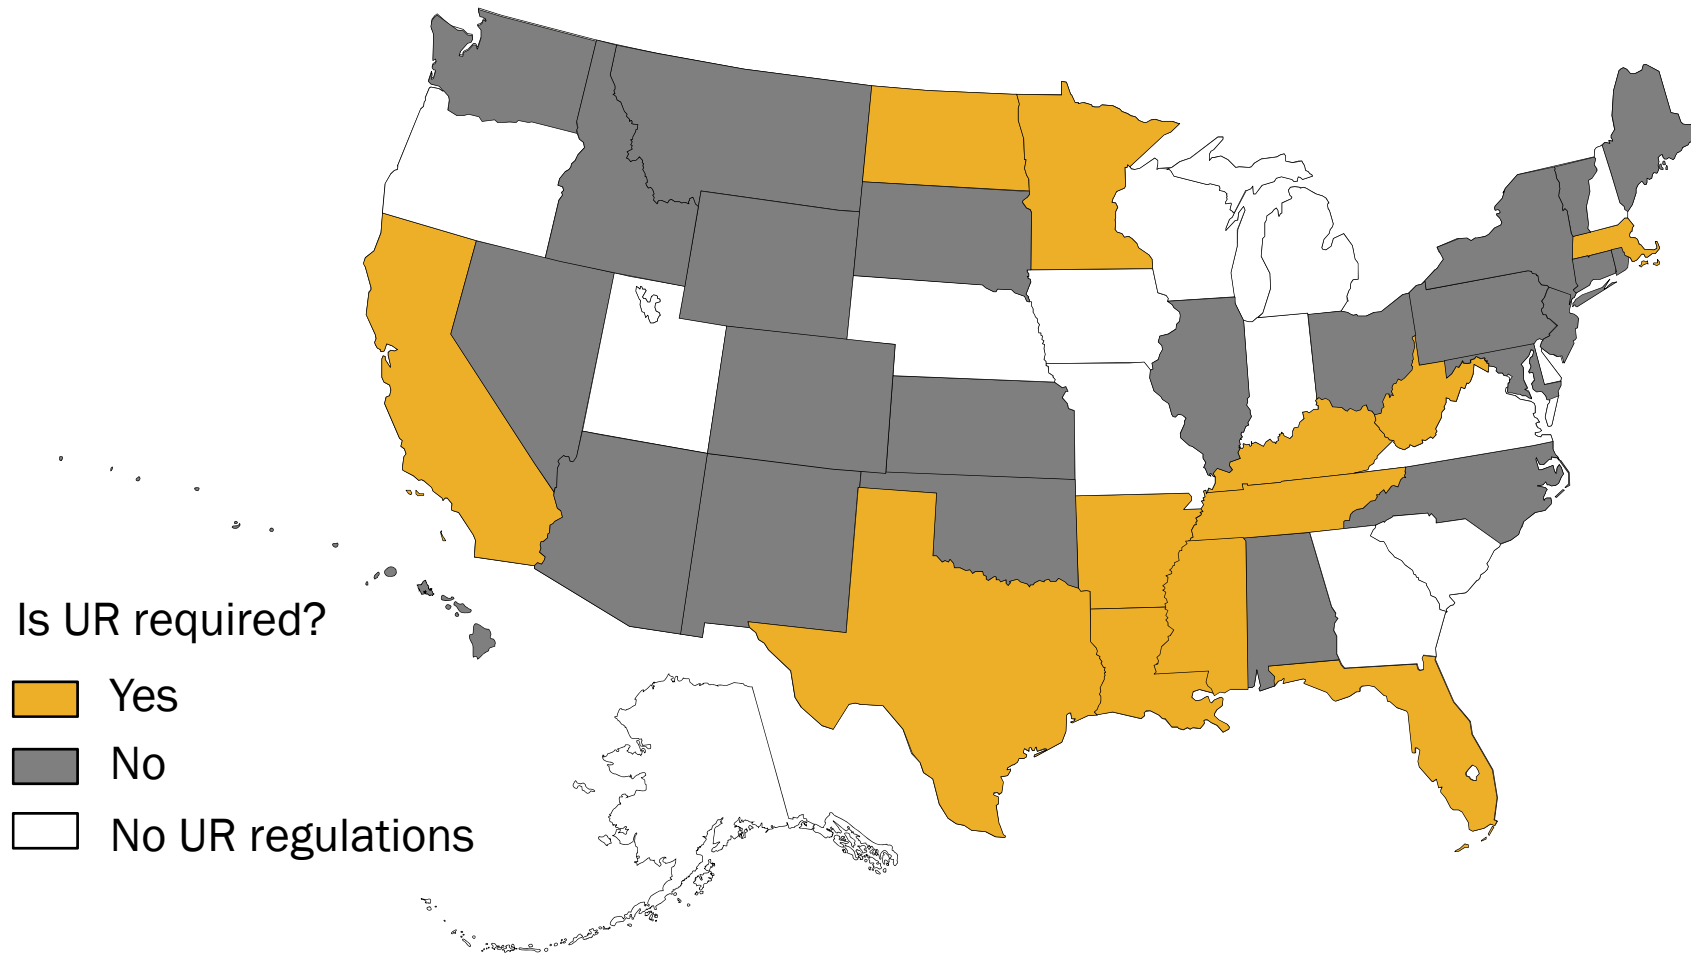 Is UR required?
Yes
No
No UR regulations